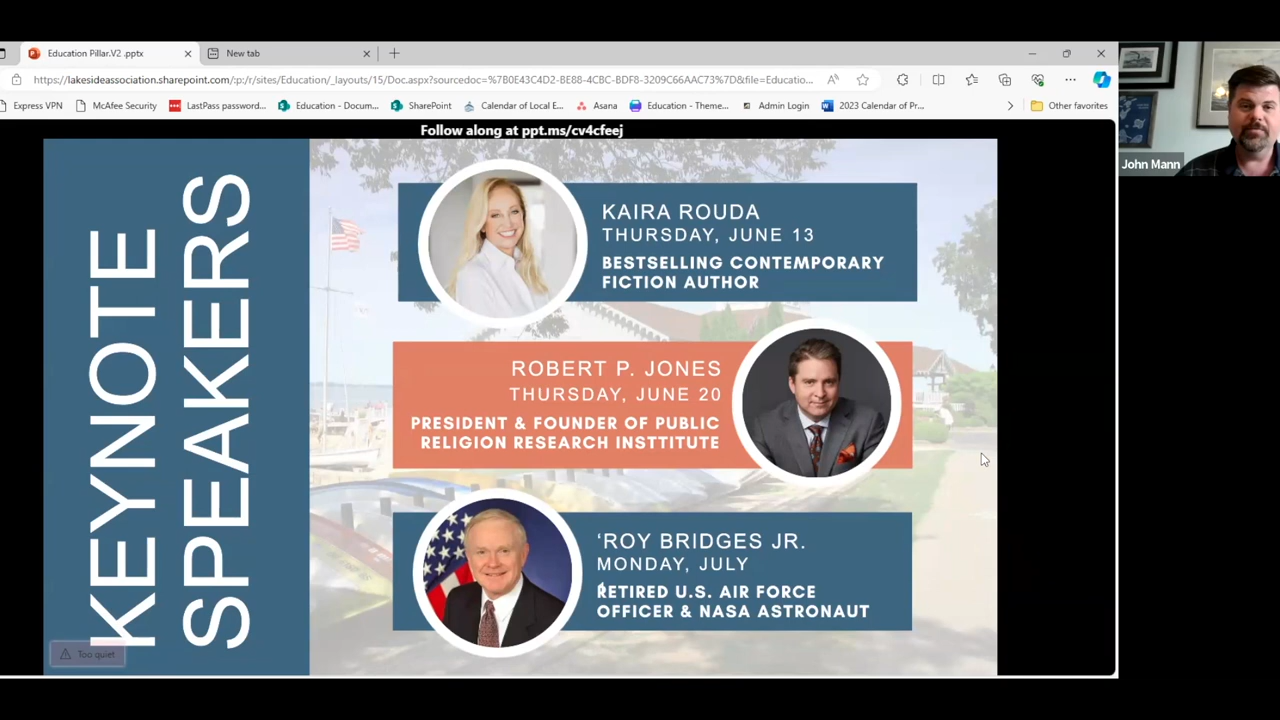 Education Pillar.V2 .pptx
New tab
https://lakesideassociation.sharepoint.com/:p:/r/sites/Education/_layouts/15/Doc.aspx?sourcedoc=%7B0E43C4D2-BE88-4CBC-BDF8-3209C66AAC73%7D&file=Educatio...
Express VPN
McAfee Security
LastPass password...
Education - Docum...
SharePoint
Calendar of Local E...
Asana
Education - Theme...
Admin Login
2023 Calendar of Pr...
Other favorites
Follow along at ppt.ms/cv4cfeej
John Mann
KEYNOTE
SPEAKERS
KAIRA ROUDA
THURSDAY, JUNE 13
BESTSELLING CONTEMPORARY
FICTION AUTHOR
ROBERT P. JONES
THURSDAY, JUNE 20
PRESIDENT & FOUNDER OF PUBLIC
RELIGION RESEARCH INSTTITUTE
‘ROY BRIDGES JR.
MONDAY, JULY
RETIRED U.S. AIR FORCE
OFFICER & NASA ASTRONAUT
Too quiet